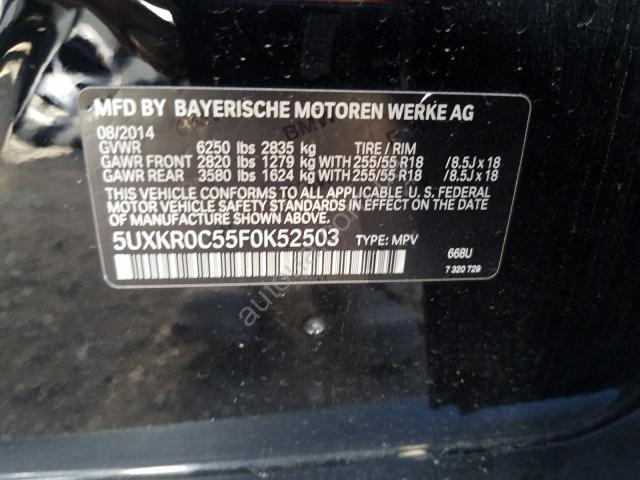 MFD BY BAYERISCHE MOTOREN WERKE AG
08/2014
GVWR 6250 lbs 2835 kg TIRE / RIM
GAWR FRONT 2820 lbs 1279 kg WITH 255/55 R18 /8.5J x 18
GAWR REAR 3580 lbs 1624 kg WITH 255/55 R18 /8.5J x 18
THIS VEHICLE CONFORMS TO ALL APPLICABLE U. S. FEDERAL
MOTOR VEHICLE SAFETY STANDARDS IN EFFECT ON THE DATE OF
MANUFACTURE SHOWN ABOVE.
5UXKR0C55F0K52503 TYPE: MPV 668U
7 320 729